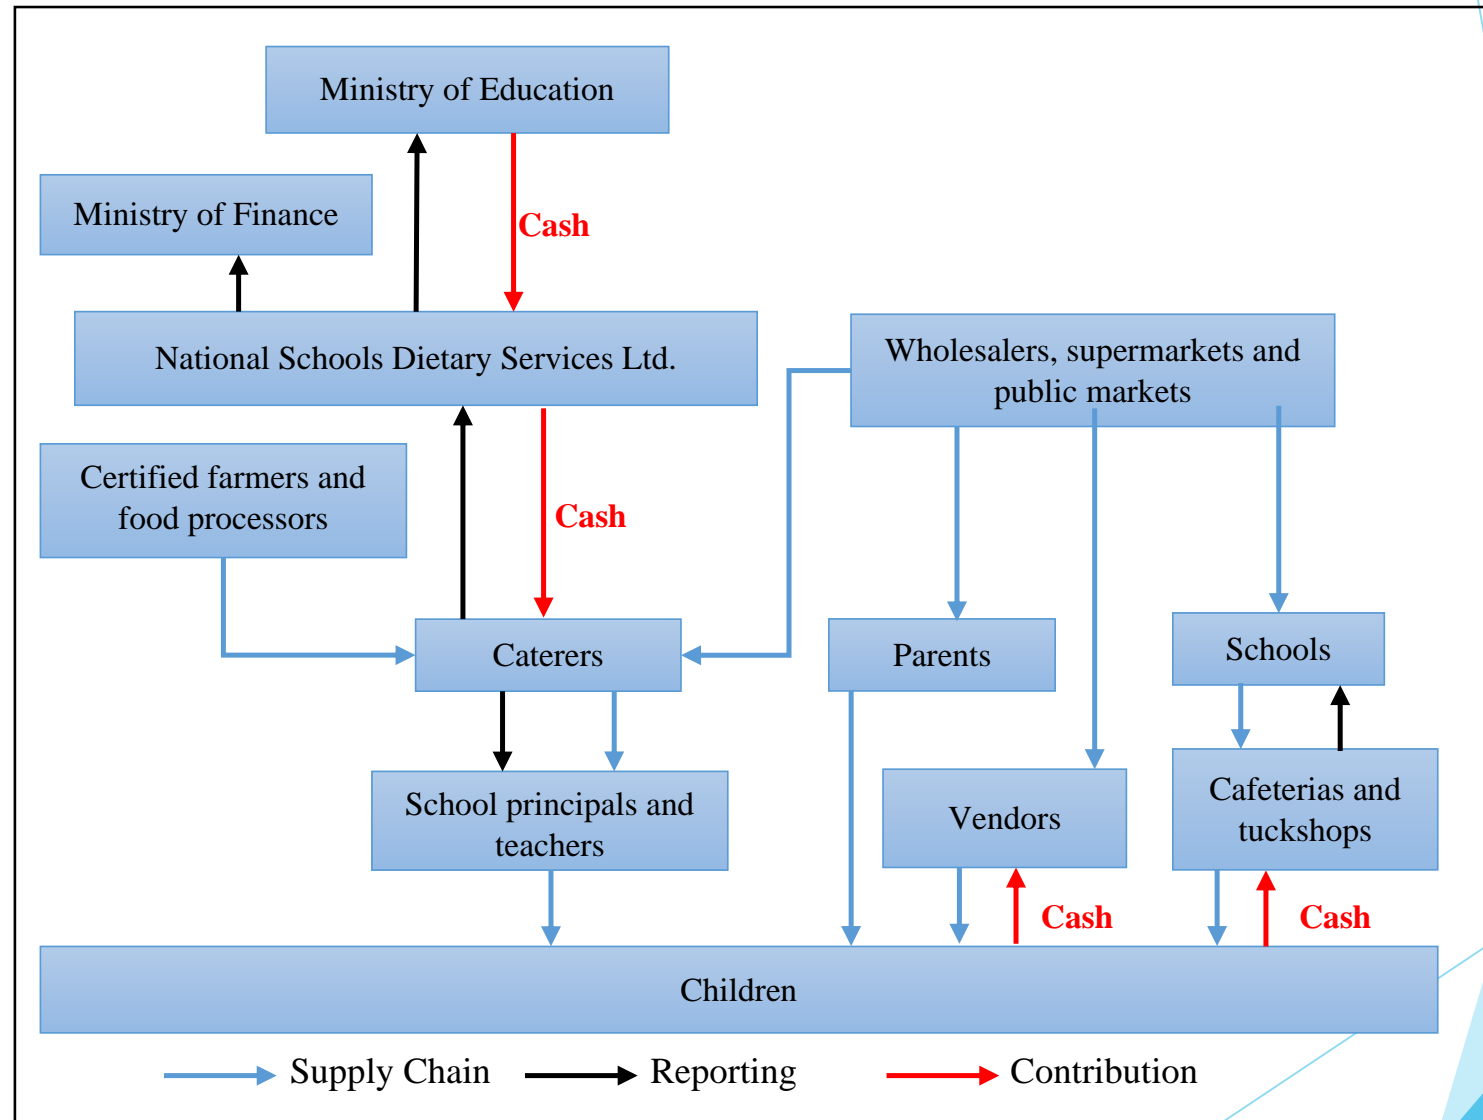 Ministry of Education
Ministry of Finance
Cash
National Schools Dietary Services Ltd.
Wholesalers, supermarkets and
public markets
Certified farmers and
food processors
Cash
Caterers
Parents
Schools
School principals and
teachers
Vendors
Cafeterias and
tuckshops
Cash
Cash
Children
Supply Chain
Reporting
Contribution